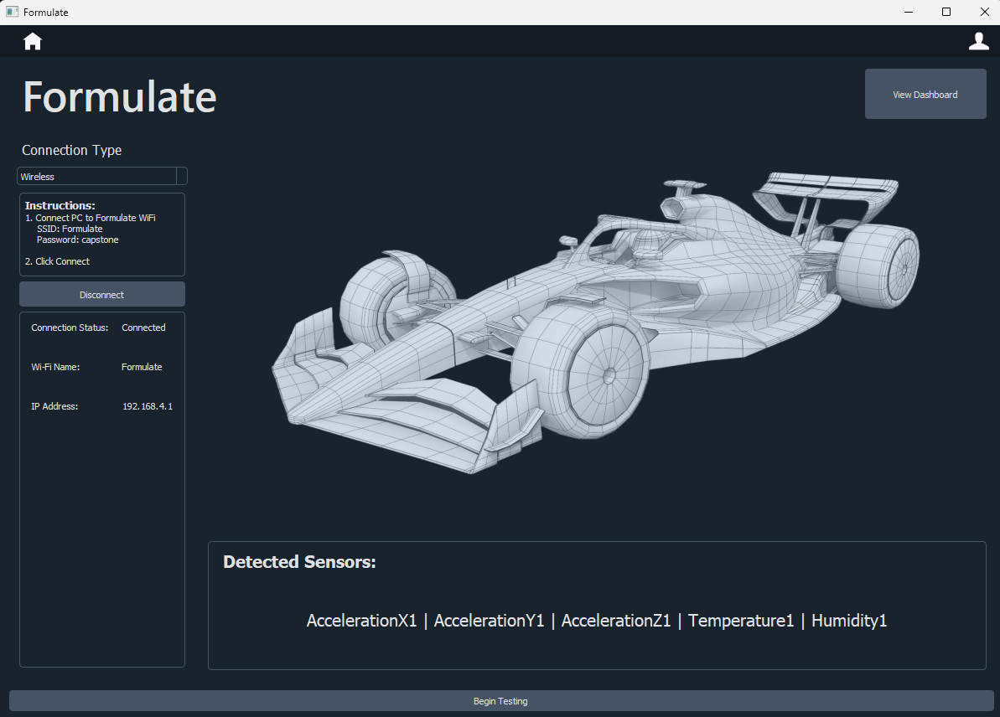 Formulate
Formulate
View Dashboard
Connection Type
Wireless
Instructions:
1. Connect PC to Formulate WiFi
SSID: Formulate
Password: capstone
2. Click Connect
Disconnect
Connection Status: Connected
Wi-Fi Name: Formulate
IP Address: 192.168.4.1
Detected Sensors:
AccelerationX1 | AccelerationY1 | AccelerationZ1 | Temperature1 | Humidity1
Begin Testing